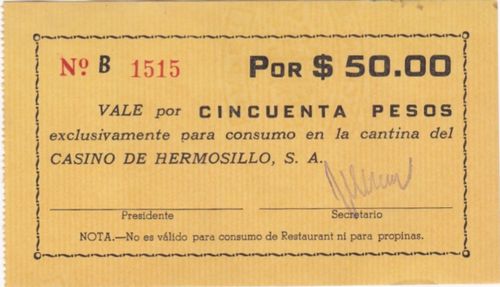 Nº B 1515 POR $ 50.00
VALE por CINCUENTA PESOS
exclusivamente para consumo en la cantina del
CASINO DE HERMOSILLO, S. A.
Presidente Secretario
NOTA.—No es válido para consumo de Restaurant ni para propinas.